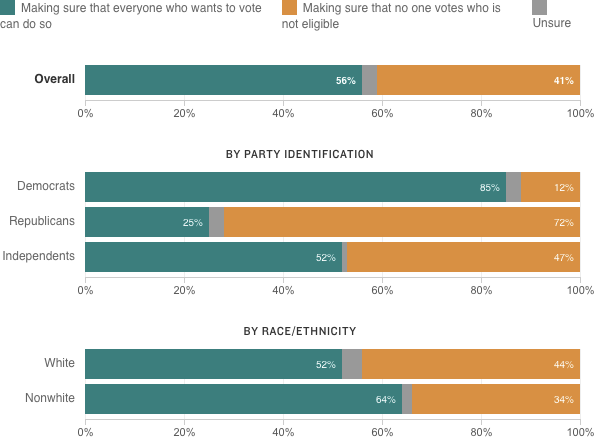 Making sure that everyone who wants to vote
can do so
Making sure that no one votes who is
not eligible
Unsure
Overall
56%
41%
0%
20%
40%
60%
80%
100%
BY PARTY IDENTIFICATION
Democrats
85%
12%
Republicans
25%
72%
Independents
52%
47%
0%
20%
40%
60%
80%
100%
BY RACE/ETHNICITY
White
52%
44%
Nonwhite
64%
34%
0%
20%
40%
60%
80%
100%